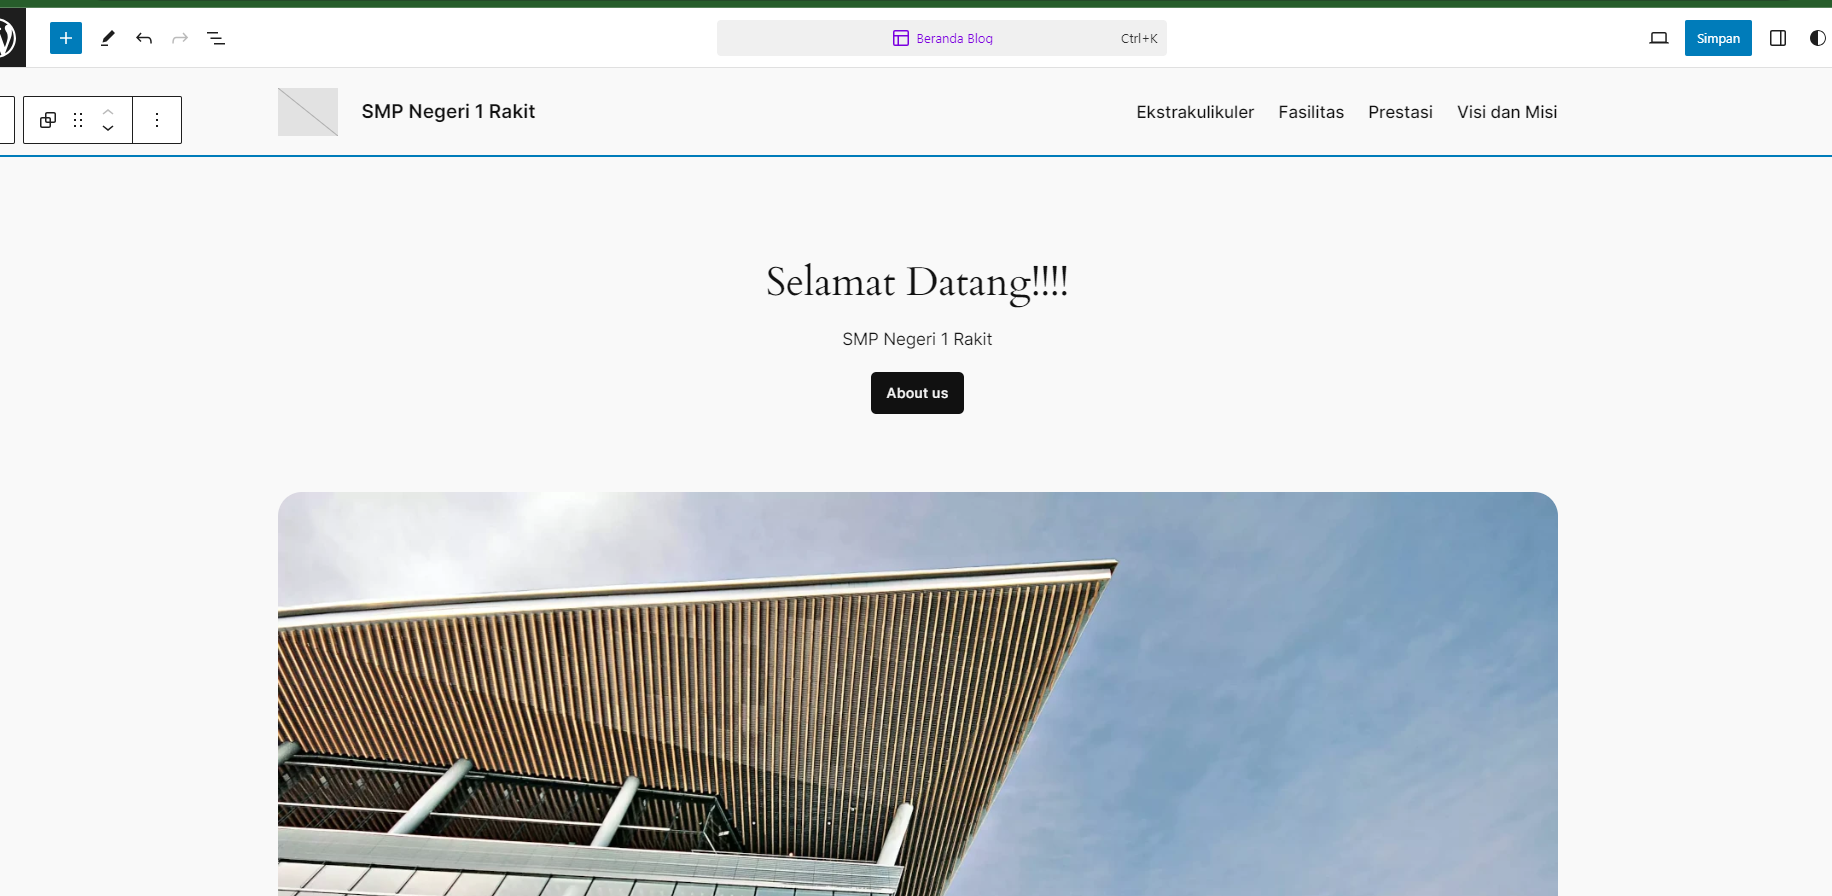 Beranda Blog
Ctrl+K
Simpan
SMP Negeri 1 Rakit
Ekstrakulikuler
Fasilitas
Prestasi
Visi dan Misi
Selamat Datang!!!!
SMP Negeri 1 Rakit
About us